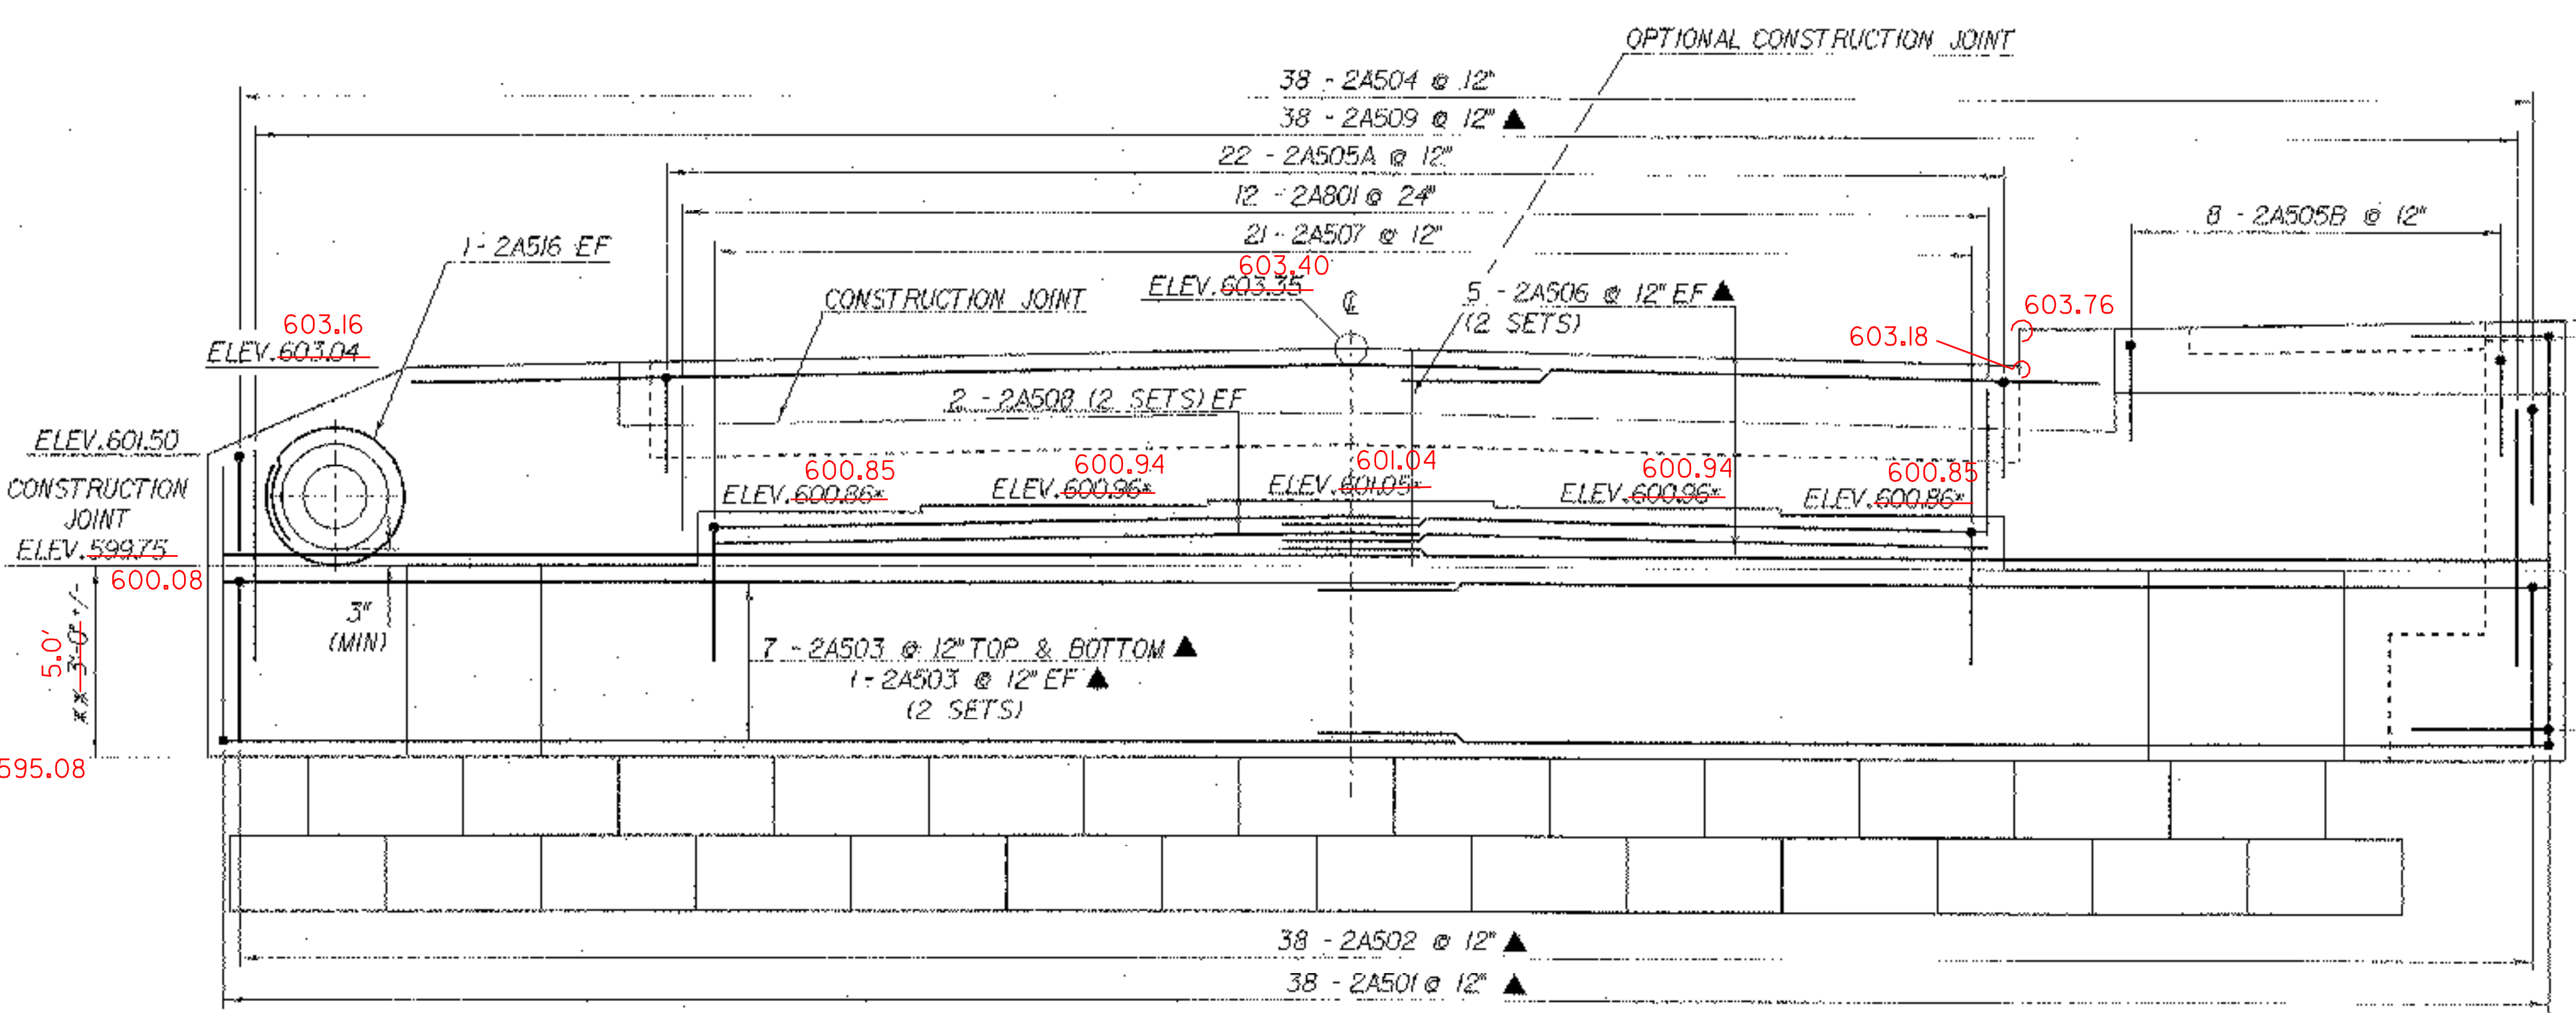 OPTIONAL CONSTRUCTION JOINT
38 - 2A504 @ 12"
38 - 2A509 @ 12" ▲
22 - 2A505A @ 12"
12 - 2A801 @ 24"
8 - 2A505B @ 12"
21 - 2A507 @ 12"
1 - 2A516 EF
603.40
ELEV. 603.35
CONSTRUCTION JOINT
℄
5 - 2A506 @ 12" EF ▲
(2 SETS)
603.76
603.16
603.18
ELEV. 603.04
2 - 2A508 (2 SETS) EF
ELEV. 601.50
600.85
600.94
601.04
600.94
600.85
ELEV. 600.86*
ELEV. 600.96*
ELEV. 601.05*
ELEV. 600.96*
ELEV. 600.86*
CONSTRUCTION
JOINT
ELEV. 599.75
600.08
3"
(MIN)
5.0'
** 3'-0" +/-
7 - 2A503 @ 12" TOP & BOTTOM ▲
1 - 2A503 @ 12" EF ▲
(2 SETS)
595.08
38 - 2A502 @ 12" ▲
38 - 2A501 @ 12" ▲